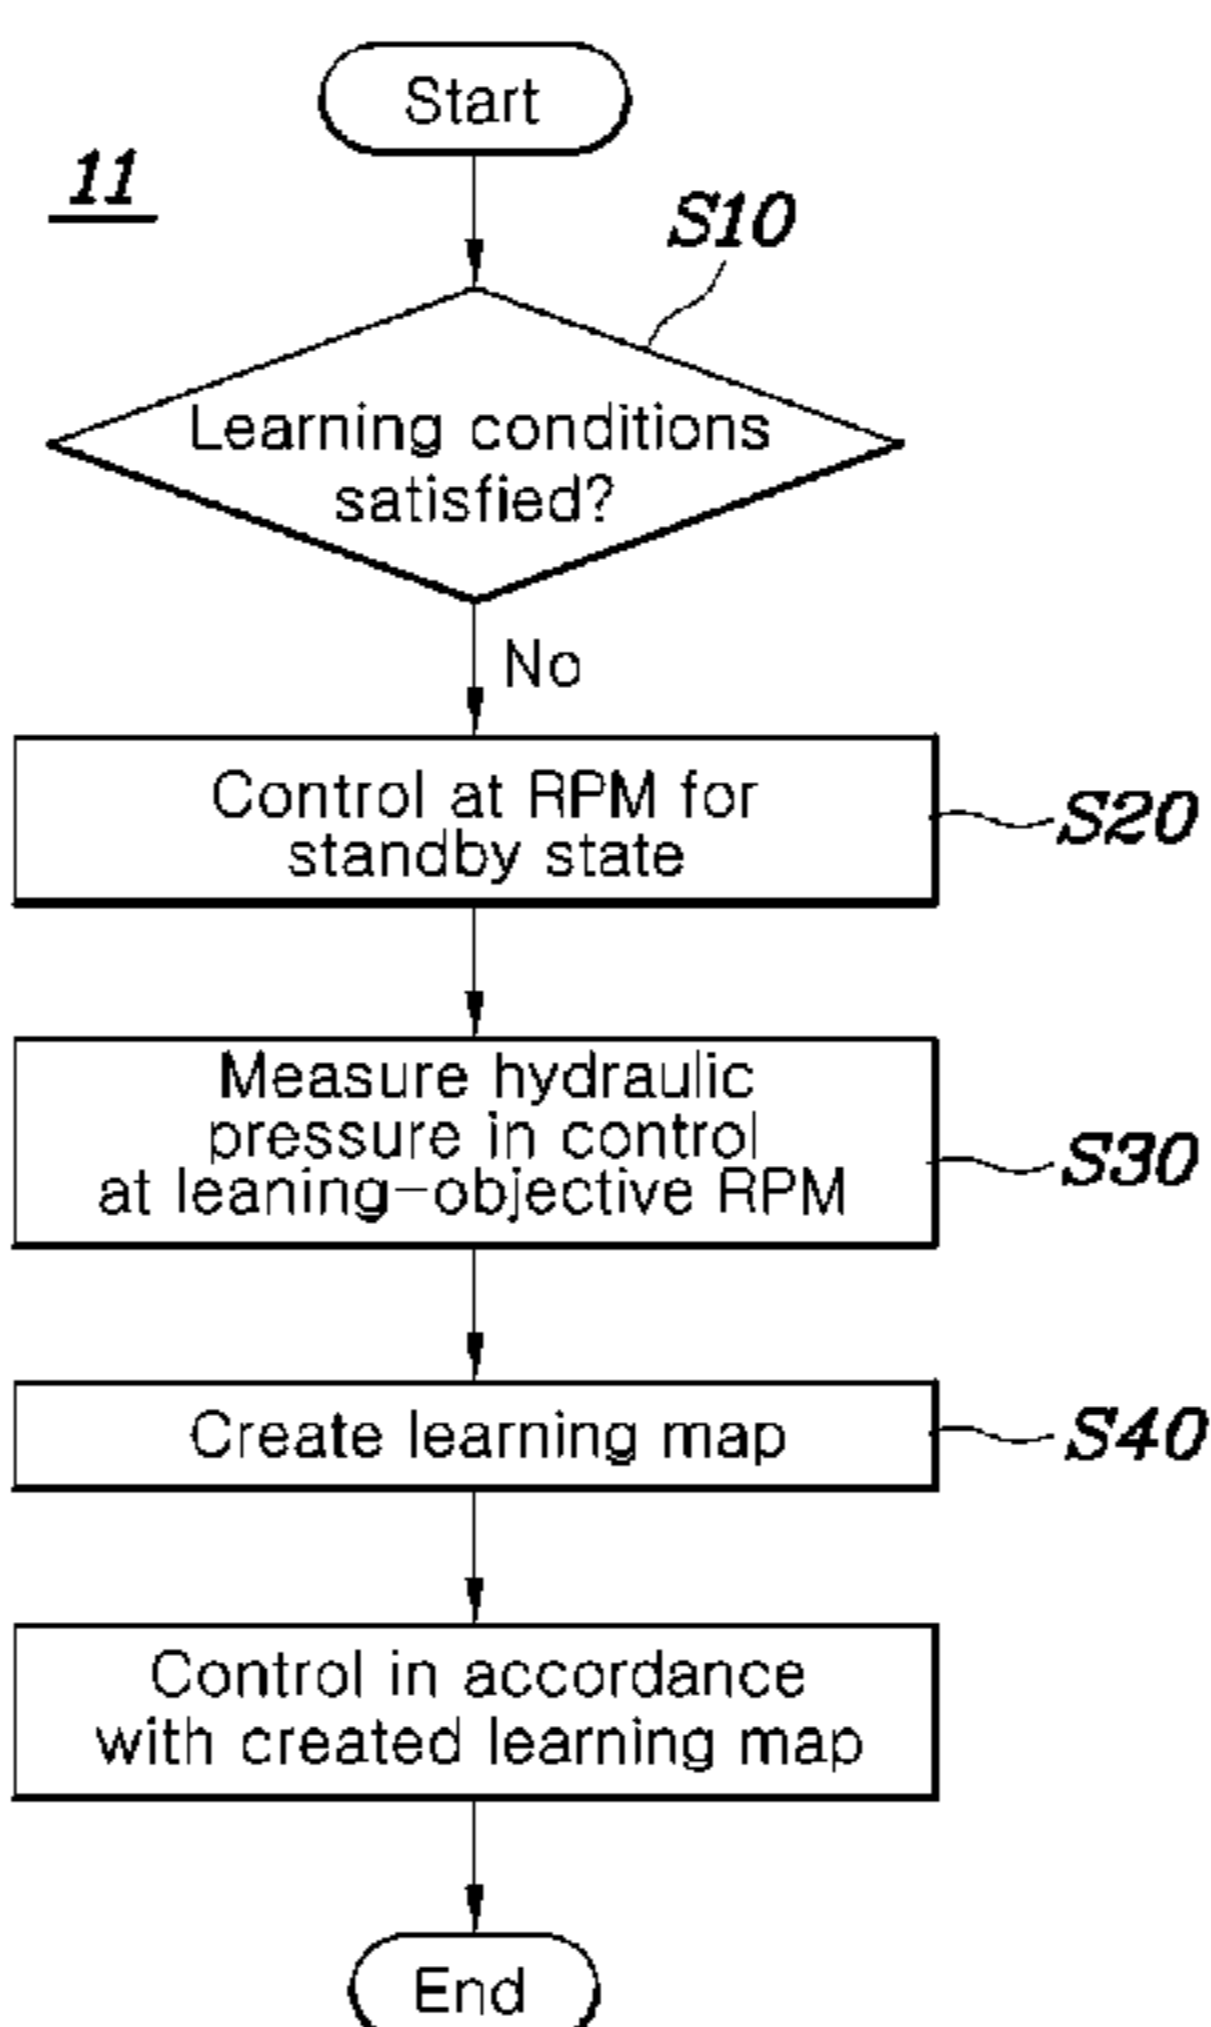 Start
11
S10
Learning conditions
satisfied?
No
Control at RPM for
standby state
S20
Measure hydraulic
pressure in control
at leaning-objective RPM
S30
Create learning map
S40
Control in accordance
with created learning map
End